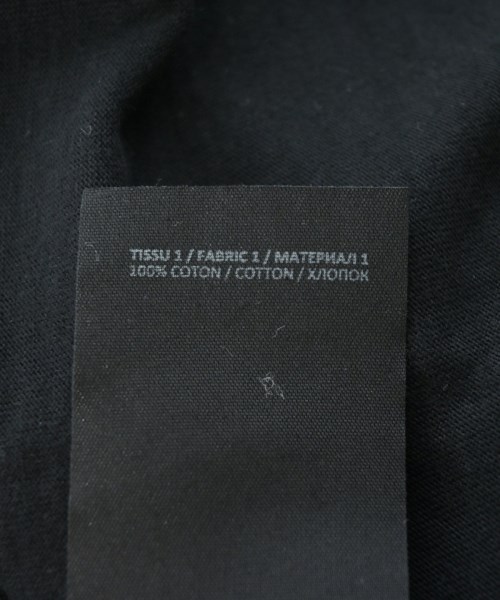 TISSU 1 / FABRIC 1 / МАТЕРИАЛ 1
100% COTON / COTTON / ХЛОПОК